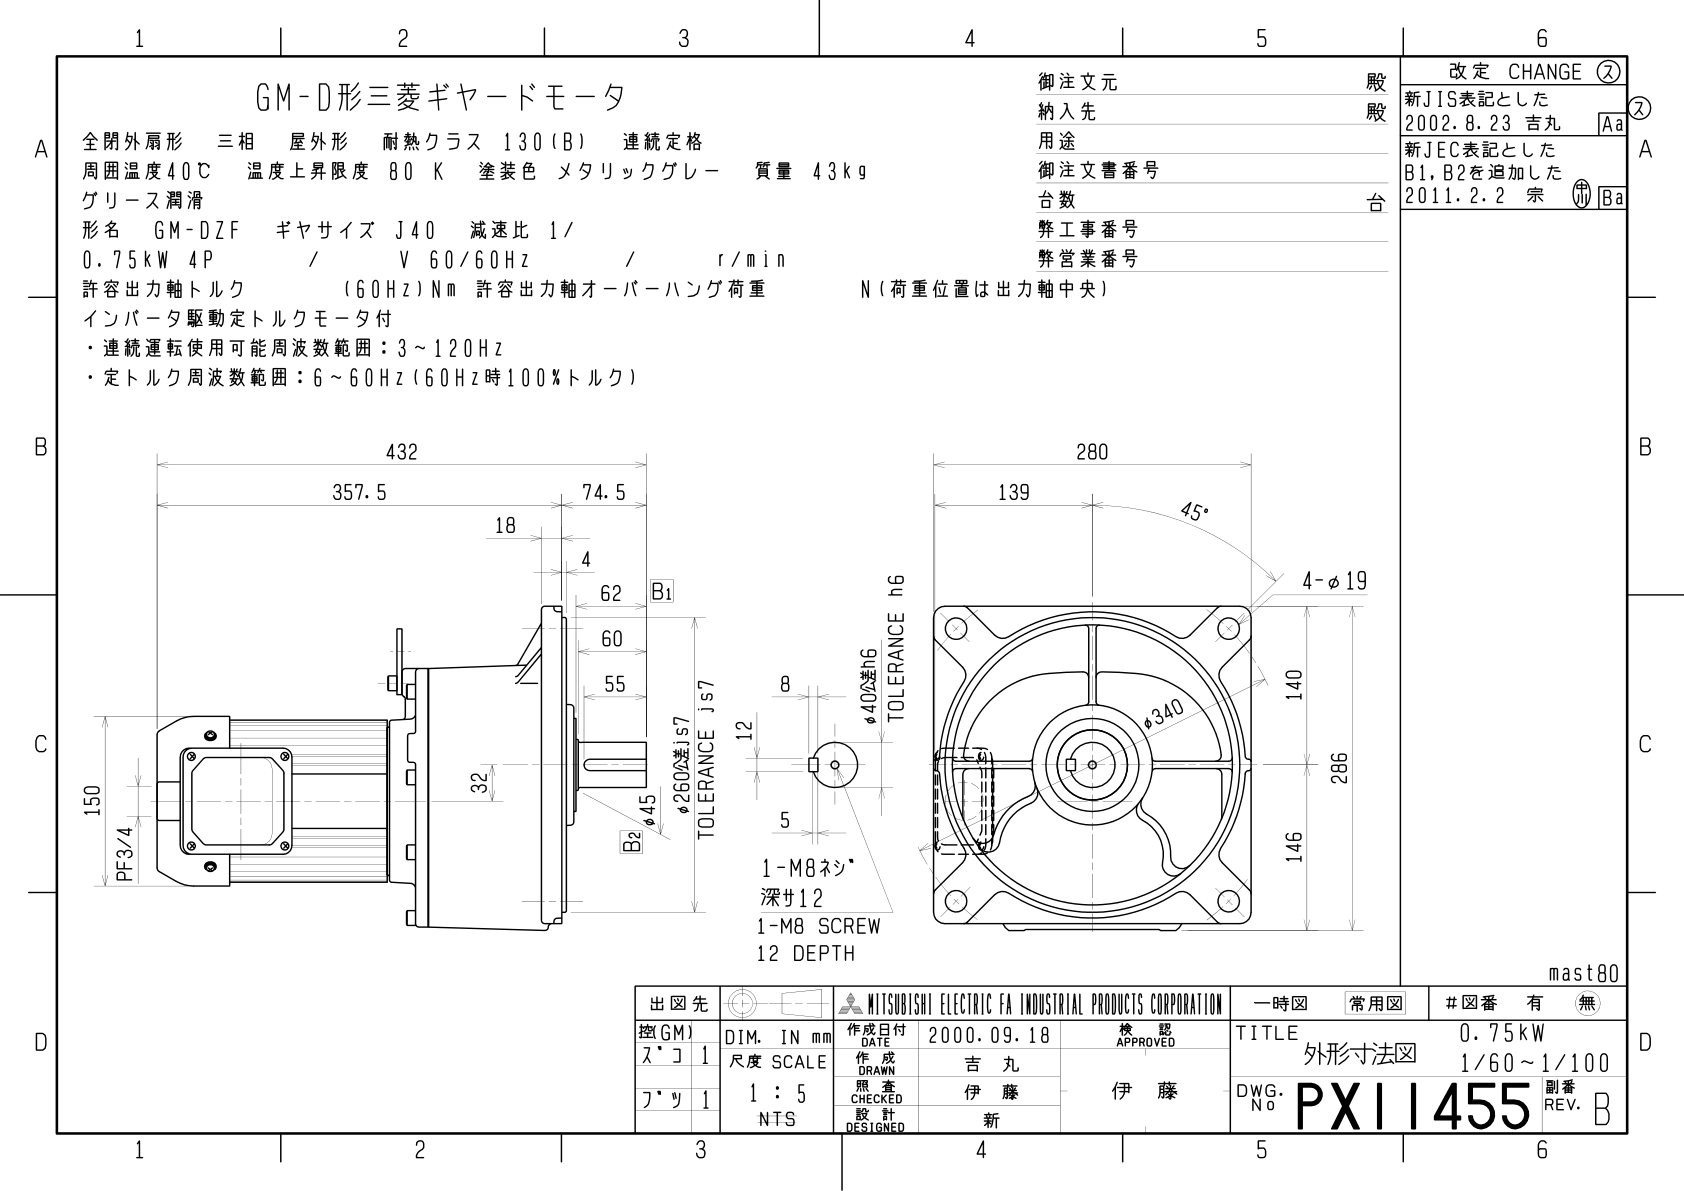 1 2 3 4 5 6
GM-D形三菱ギヤードモータ
全閉外扇形 三相 屋外形 耐熱クラス 130(B) 連続定格
周囲温度40℃ 温度上昇限度 80 K 塗装色 メタリックグレー 質量 43kg
グリース潤滑
形名 GM-DZF ギヤサイズ J40 減速比 1/
0.75kW 4P / V 60/60Hz / r/min
許容出力軸トルク (60Hz)Nm 許容出力軸オーバーハング荷重 N(荷重位置は出力軸中央)
インバータ駆動定トルクモータ付
・連続運転使用可能周波数範囲:3~120Hz
・定トルク周波数範囲:6~60Hz(60Hz時100%トルク)
御注文元 殿
納入先 殿
用途
御注文書番号
台数 台
弊工事番号
弊営業番号
改定 CHANGE ス
新JIS表記とした
2002.8.23 吉丸 Aa
ス
新JEC表記とした
B1,B2を追加した
2011.2.2 宗 Ba
A A
B B
C C
D D
432
357.5 74.5
18
4
62 B1
60
55
32
150
PF3/4
φ45
B2
φ260公差js7
TOLERANCE js7
8
12
5
φ40公差h6
TOLERANCE h6
1-M8ネジ
深サ12
1-M8 SCREW
12 DEPTH
280
139
45°
4-φ19
φ340
140
286
146
mast80
出図先
控(GM)
スﾞコ 1
フﾞツ 1
DIM. IN mm
尺度 SCALE
1 : 5
NTS
MITSUBISHI ELECTRIC FA INDUSTRIAL PRODUCTS CORPORATION
作成日付 DATE 2000.09.18
作成 DRAWN 吉丸
照査 CHECKED 伊藤
設計 DESIGNED 新
検認 APPROVED
伊藤
一時図 常用図 #図番 有 無
TITLE 0.75kW
外形寸法図 1/60~1/100
DWG. No PX11455 副番 REV. B
1 2 3 4 5 6